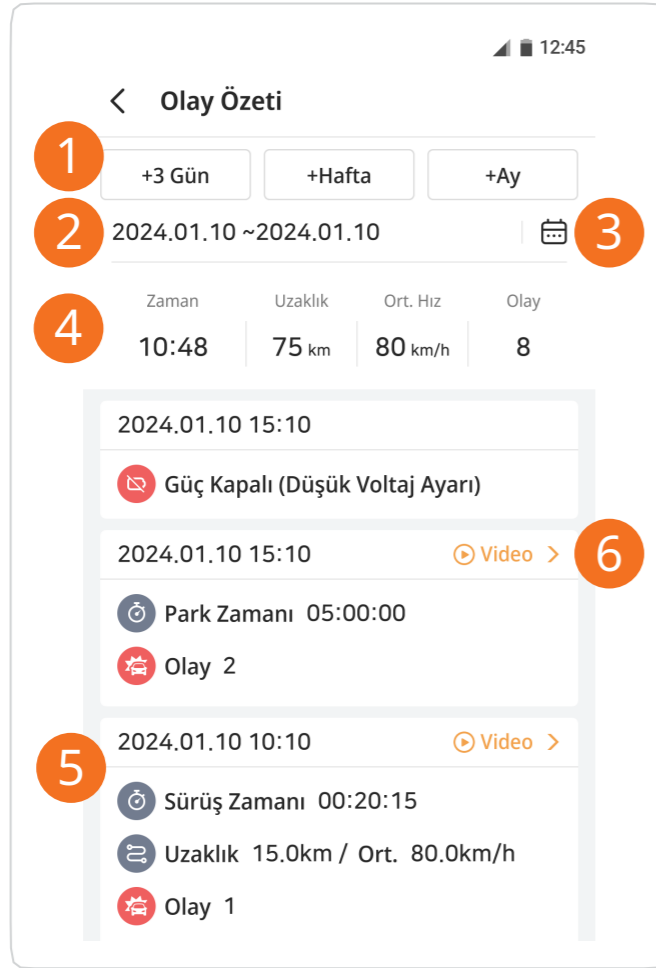 12:45
Olay Özeti
1
+3 Gün +Hafta +Ay
2 2024.01.10 ~2024.01.10 3
Zaman Uzaklık Ort. Hız Olay
4 10:48 75 km 80 km/h 8
2024.01.10 15:10
Güç Kapalı (Düşük Voltaj Ayarı)
2024.01.10 15:10 Video 6
Park Zamanı 05:00:00
Olay 2
2024.01.10 10:10 Video
5
Sürüş Zamanı 00:20:15
Uzaklık 15.0km / Ort. 80.0km/h
Olay 1